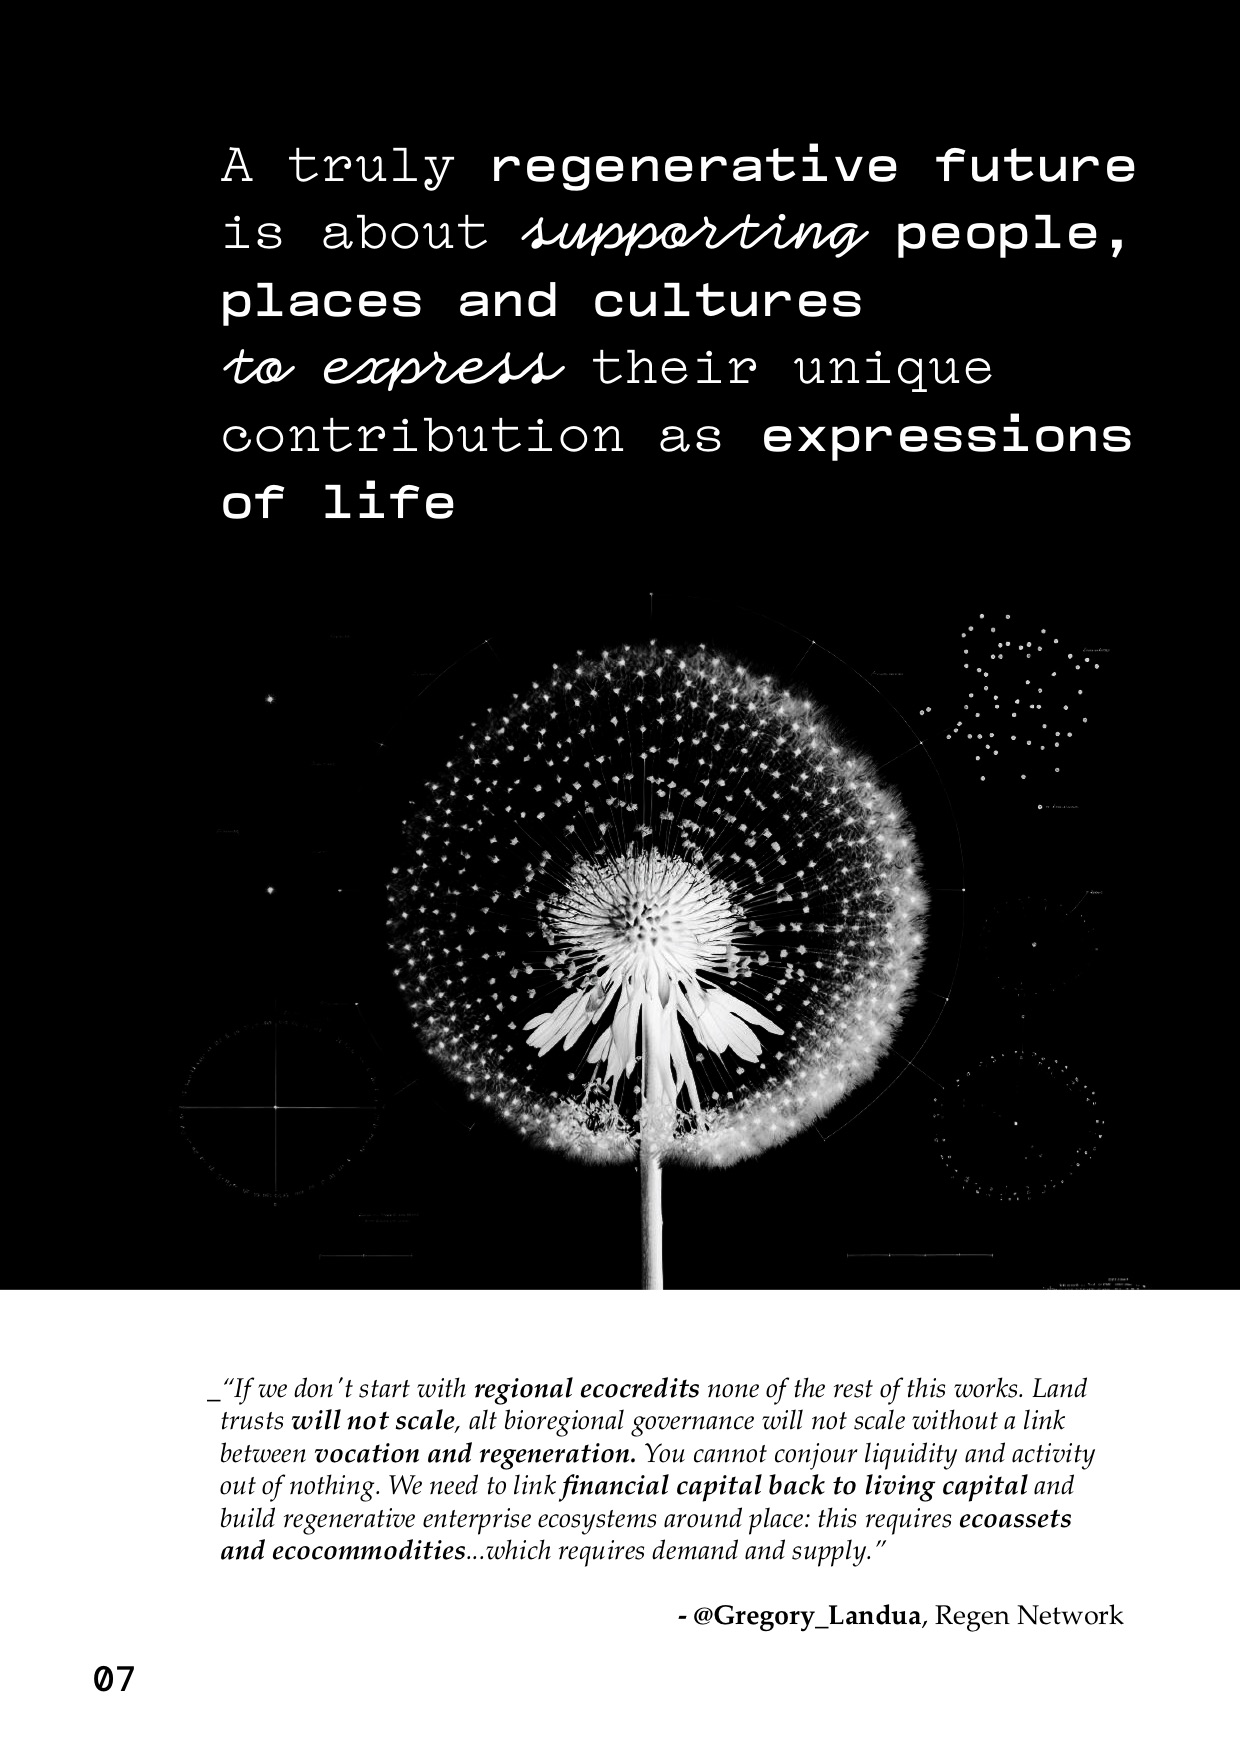 A truly regenerative future
is about supporting people,
places and cultures
to express their unique
contribution as expressions
of life
_“If we don't start with regional ecocredits none of the rest of this works. Land
trusts will not scale, alt bioregional governance will not scale without a link
between vocation and regeneration. You cannot conjour liquidity and activity
out of nothing. We need to link financial capital back to living capital and
build regenerative enterprise ecosystems around place: this requires ecoassets
and ecocommodities...which requires demand and supply.”
- @Gregory_Landua, Regen Network
07